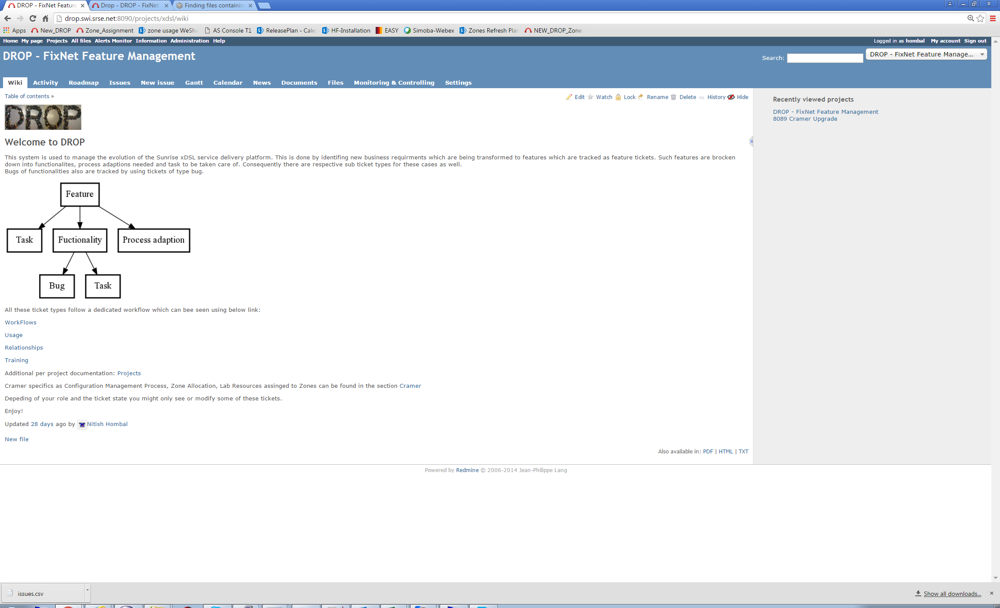 DROP - FixNet Feature
Drop - DROP - FixNet
Finding files containin
drop.swi.srse.net:8090/projects/xdsl/wiki
Apps New_DROP Zone_Assignment zone usage WeSha AS Console T1 ReleasePlan - Cale HF-Installation EASY Simoba-Webex Zones Refresh Plan NEW_DROP_Zone
Home My page Projects All files Alerts Monitor Information Administration Help
Logged in as hombal My account Sign out
DROP - FixNet Feature Management
Search:
DROP - FixNet Feature Manage...
Wiki Activity Roadmap Issues New issue Gantt Calendar News Documents Files Monitoring & Controlling Settings
Table of contents »
Edit Watch Lock Rename Delete History Hide
Recently viewed projects
DROP - FixNet Feature Management
8089 Cramer Upgrade
DROP
Welcome to DROP
This system is used to manage the evolution of the Sunrise xDSL service delivery platform. This is done by identifing new business requirments which are being transformed to features which are tracked as feature tickets. Such features are brocken
down into functionalites, process adaptions needed and task to be taken care of. Consequently there are respective sub ticket types for these cases as well.
Bugs of functionalities also are tracked by using tickets of type bug.
Feature
Task Fuctionality Process adaption
Bug Task
All these ticket types follow a dedicated workflow which can bee seen using below link:
WorkFlows
Usage
Relationships
Training
Additional per project documentation: Projects
Cramer specifics as Configuration Management Process, Zone Allocation, Lab Resources assinged to Zones can be found in the section Cramer
Depeding of your role and the ticket state you might only see or modify some of these tickets.
Enjoy!
Updated 28 days ago by Nitish Hombal
New file
Also available in: PDF | HTML | TXT
Powered by Redmine © 2006-2014 Jean-Philippe Lang
issues.csv
Show all downloads...